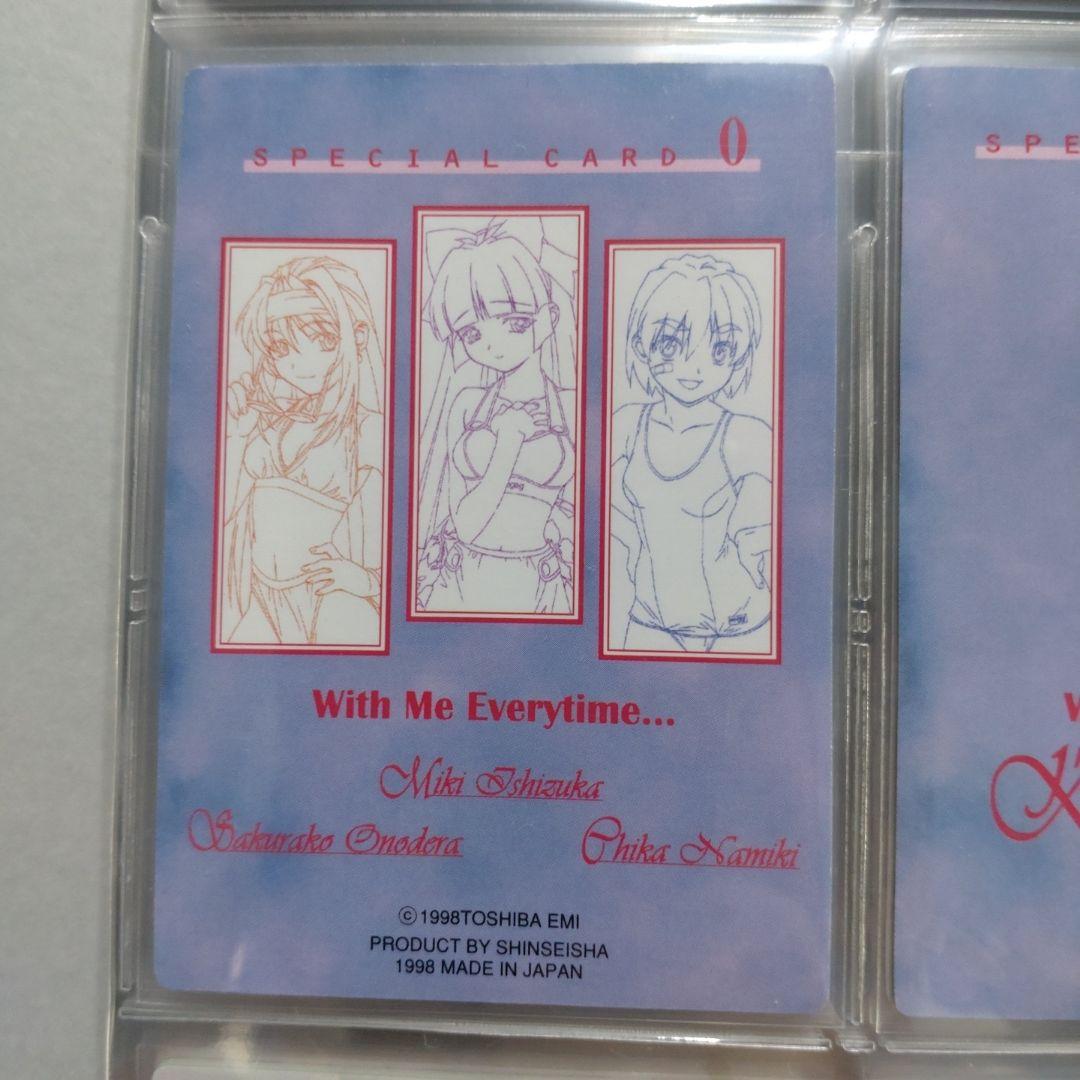 SPECIAL CARD 0
With Me Everytime...
Miki Ishizuka
Sakurako Onodera
Chika Namiki
©1998TOSHIBA EMI
PRODUCT BY SHINSEISHA
1998 MADE IN JAPAN
SPE